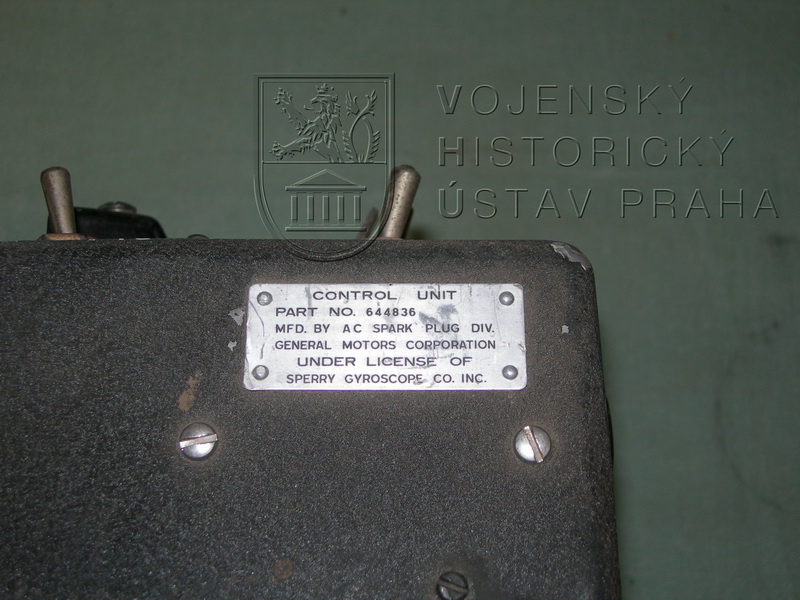 VOJENSKÝ
HISTORICKÝ
ÚSTAV PRAHA
CONTROL UNIT
PART NO. 644836
MFD. BY AC SPARK PLUG DIV.
GENERAL MOTORS CORPORATION
UNDER LICENSE OF
SPERRY GYROSCOPE CO. INC.